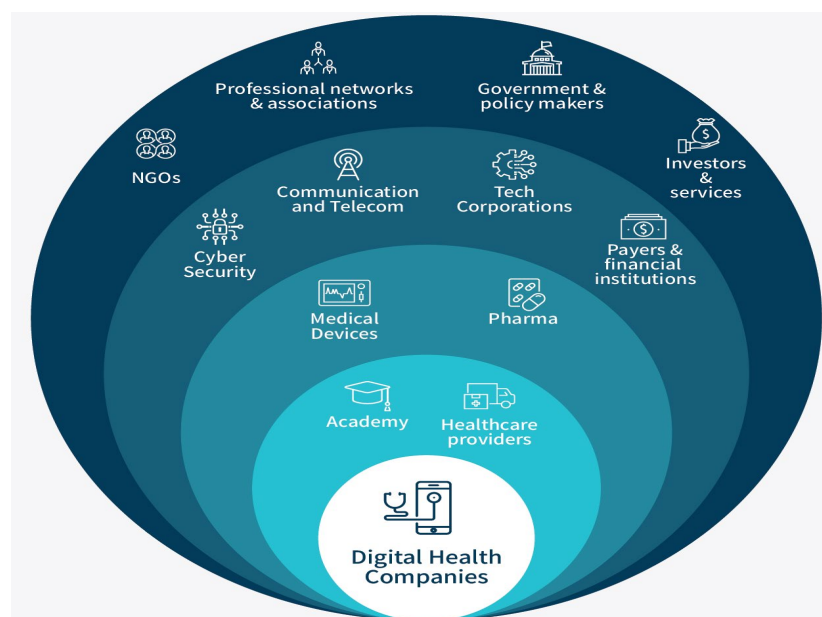 Professional networks
& associations
Government &
policy makers
NGOs
Investors
&
services
Communication
and Telecom
Tech
Corporations
Cyber
Security
Payers &
financial
institutions
Medical
Devices
Pharma
Academy
Healthcare
providers
Digital Health
Companies